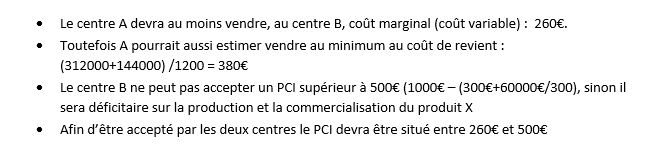 • Le centre A devra au moins vendre, au centre B, coût marginal (coût variable) : 260€.
• Toutefois A pourrait aussi estimer vendre au minimum au coût de revient :
(312000+144000) /1200 = 380€
• Le centre B ne peut pas accepter un PCI supérieur à 500€ (1000€ – (300€+60000€/300), sinon il
sera déficitaire sur la production et la commercialisation du produit X
• Afin d’être accepté par les deux centres le PCI devra être situé entre 260€ et 500€